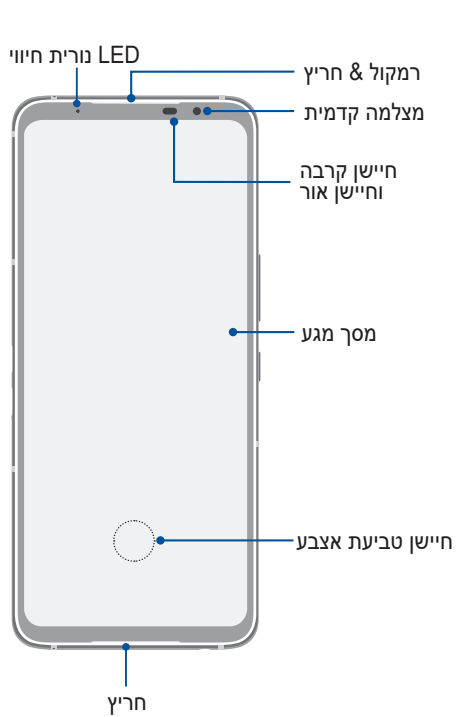 נורית חיווי LED
רמקול & חריץ
מצלמה קדמית
חיישן קרבה
וחיישן אור
מסך מגע
חיישן טביעת אצבע
חריץ